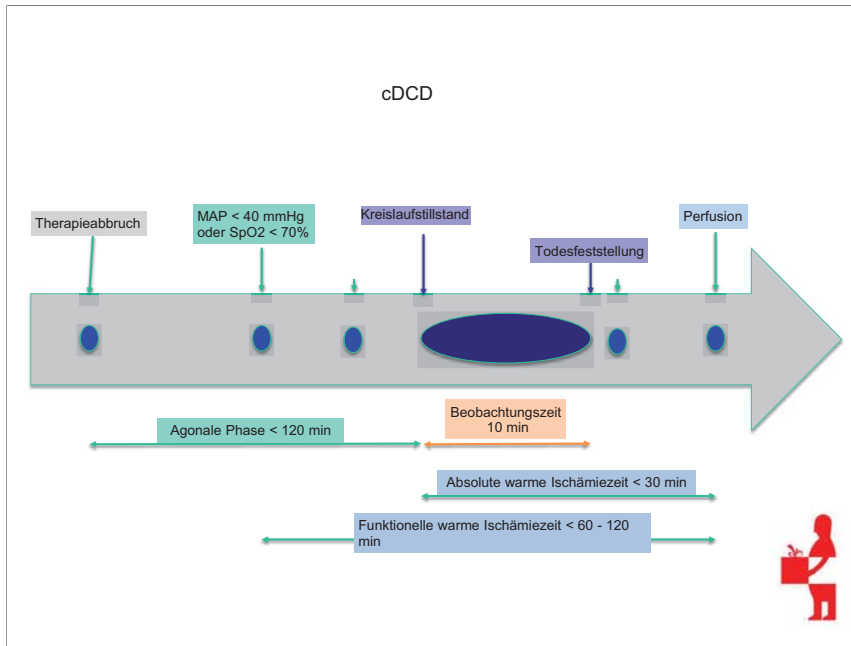 cDCD
Therapieabbruch
MAP < 40 mmHg
oder SpO2 < 70%
Kreislaufstillstand
Todesfeststellung
Perfusion
Agonale Phase < 120 min
Beobachtungszeit
10 min
Absolute warme Ischämiezeit < 30 min
Funktionelle warme Ischämiezeit < 60 - 120
min